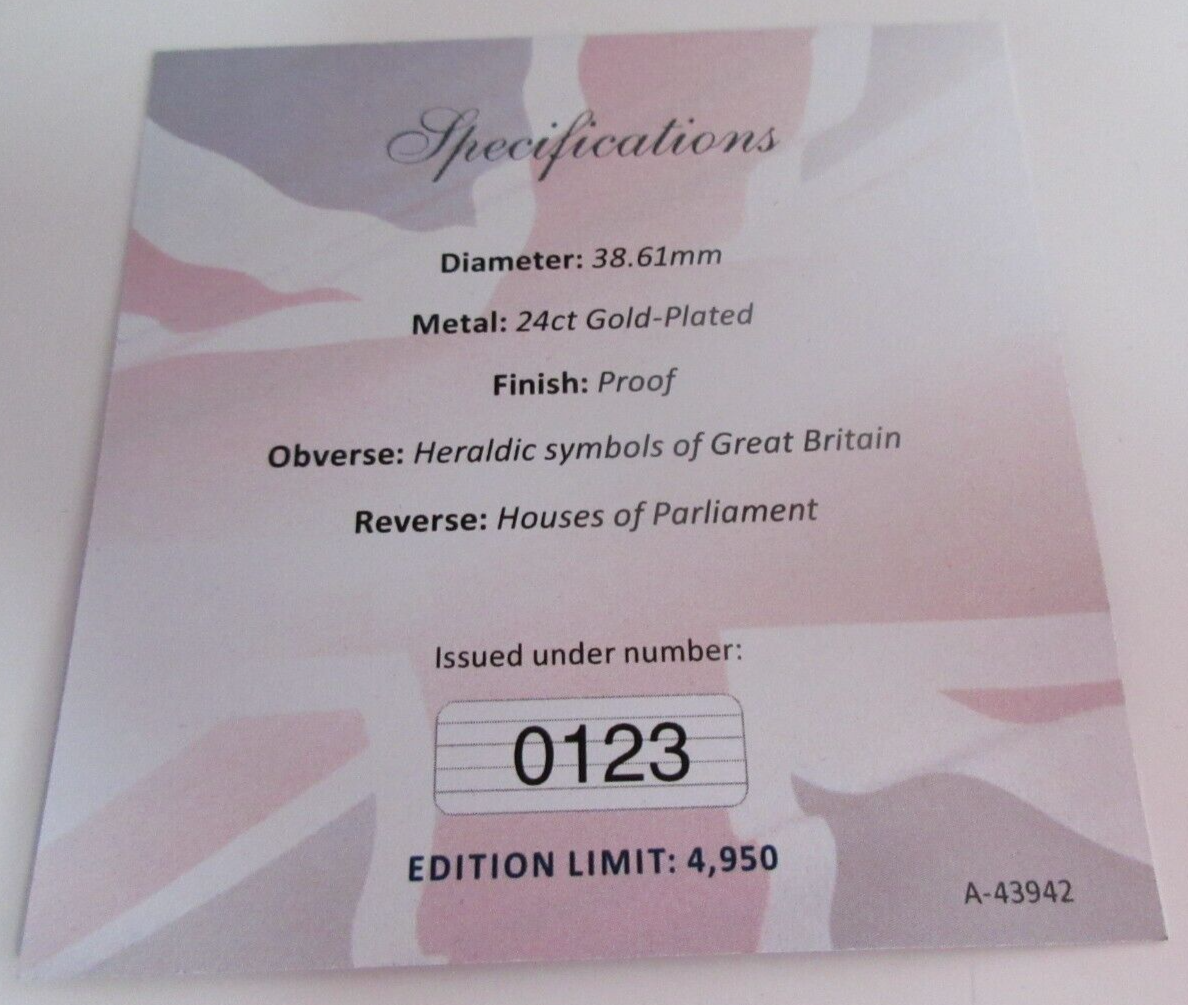 Specifications
Diameter: 38.61mm
Metal: 24ct Gold-Plated
Finish: Proof
Obverse: Heraldic symbols of Great Britain
Reverse: Houses of Parliament
Issued under number:
0123
EDITION LIMIT: 4,950
A-43942